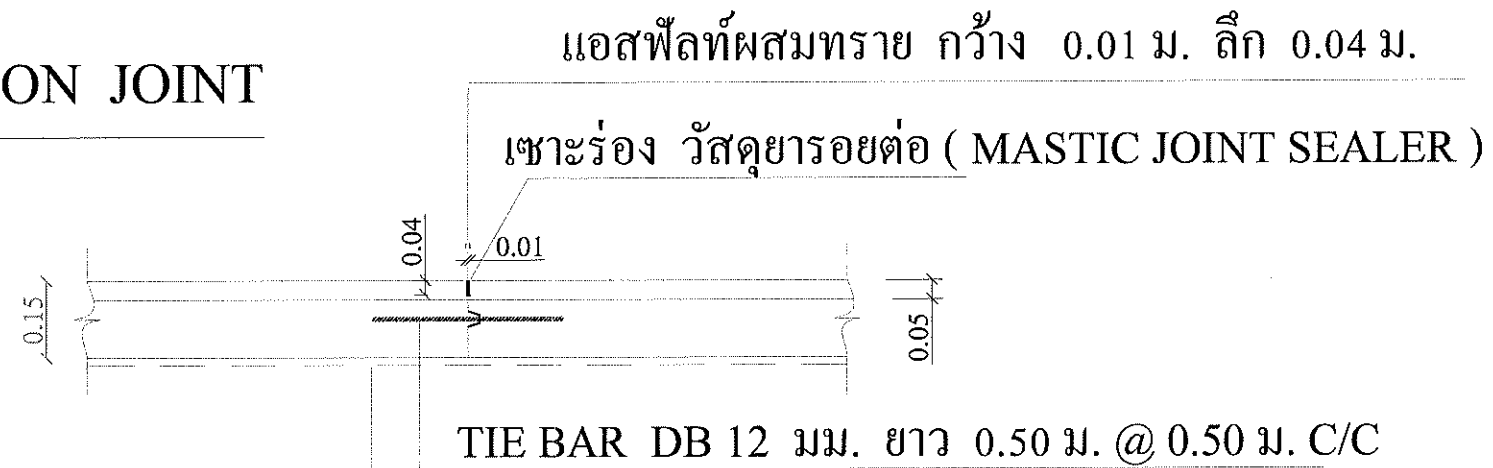 แอสฟัลท์ผสมทราย กว้าง 0.01 ม. ลึก 0.04 ม.
ON JOINT
เซาะร่อง วัสดุยารอยต่อ ( MASTIC JOINT SEALER )
0.04
0.01
0.15
0.05
TIE BAR DB 12 มม. ยาว 0.50 ม. @ 0.50 ม. C/C